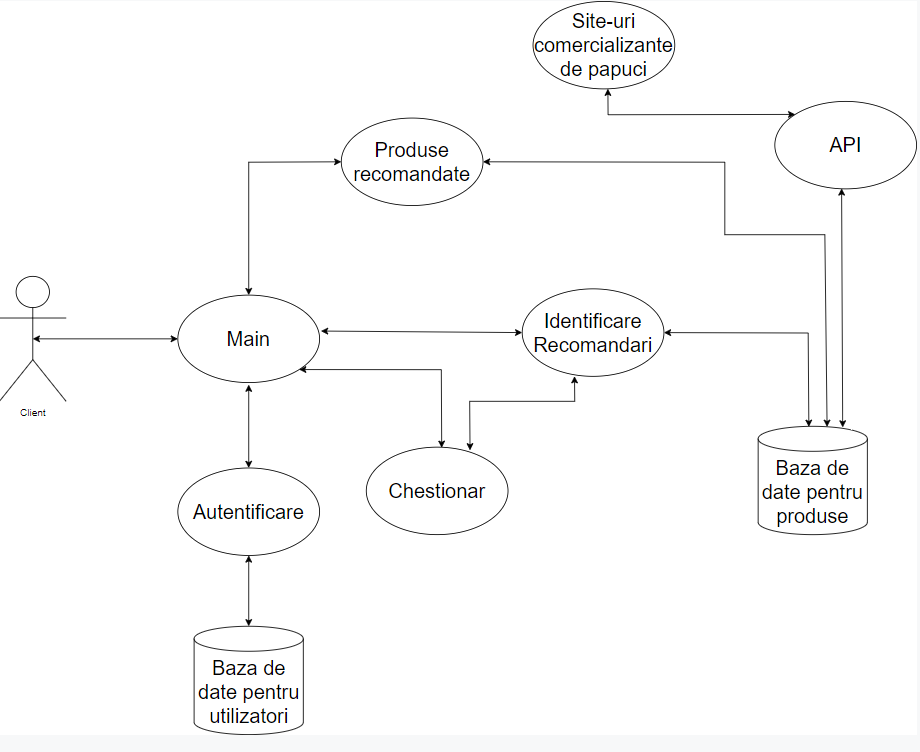 Site-uri
comercializante
de papuci
API
Produse
recomandate
Identificare
Recomandari
Main
Client
Chestionar
Autentificare
Baza de
date pentru
produse
Baza de
date pentru
utilizatori